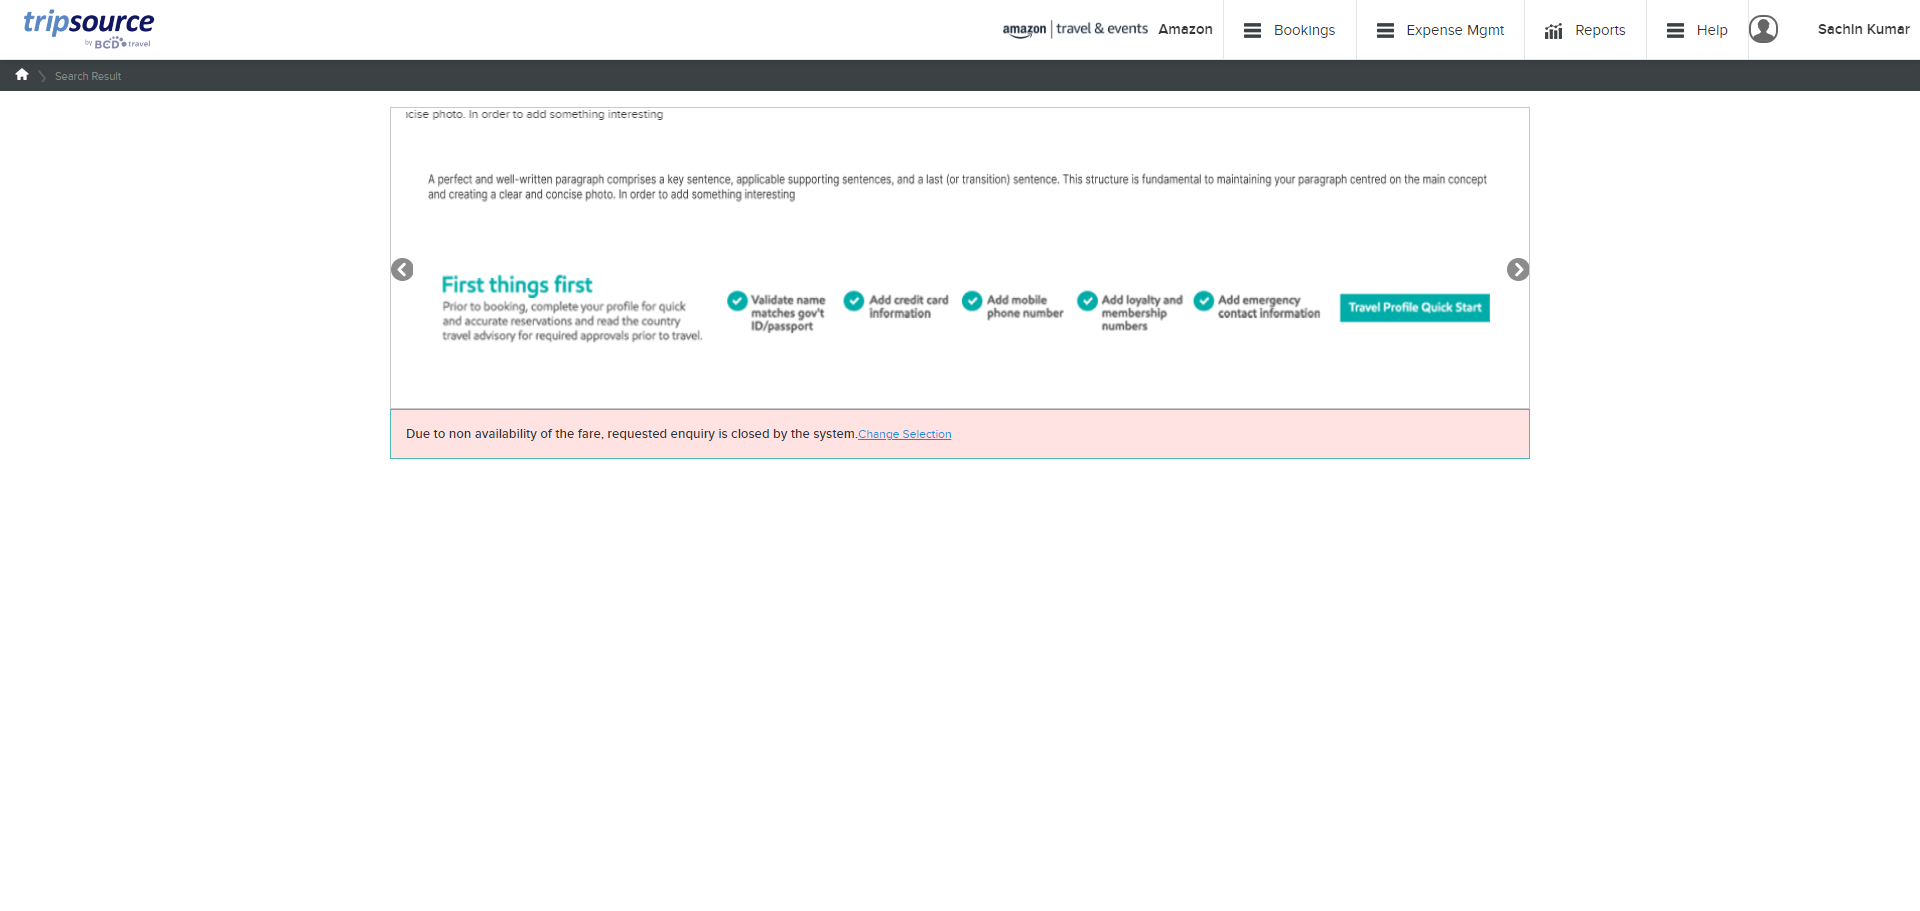 tripsource
by BCD travel
amazon | travel & events Amazon
Bookings
Expense Mgmt
Reports
Help
Sachin Kumar
Search Result
cise photo. In order to add something interesting
A perfect and well-written paragraph comprises a key sentence, applicable supporting sentences, and a last (or transition) sentence. This structure is fundamental to maintaining your paragraph centred on the main concept
and creating a clear and concise photo. In order to add something interesting
First things first
Prior to booking, complete your profile for quick
and accurate reservations and read the country
travel advisory for required approvals prior to travel.
Validate name
matches gov't
ID/passport
Add credit card
information
Add mobile
phone number
Add loyalty and
membership
numbers
Add emergency
contact information
Travel Profile Quick Start
Due to non availability of the fare, requested enquiry is closed by the system.Change Selection